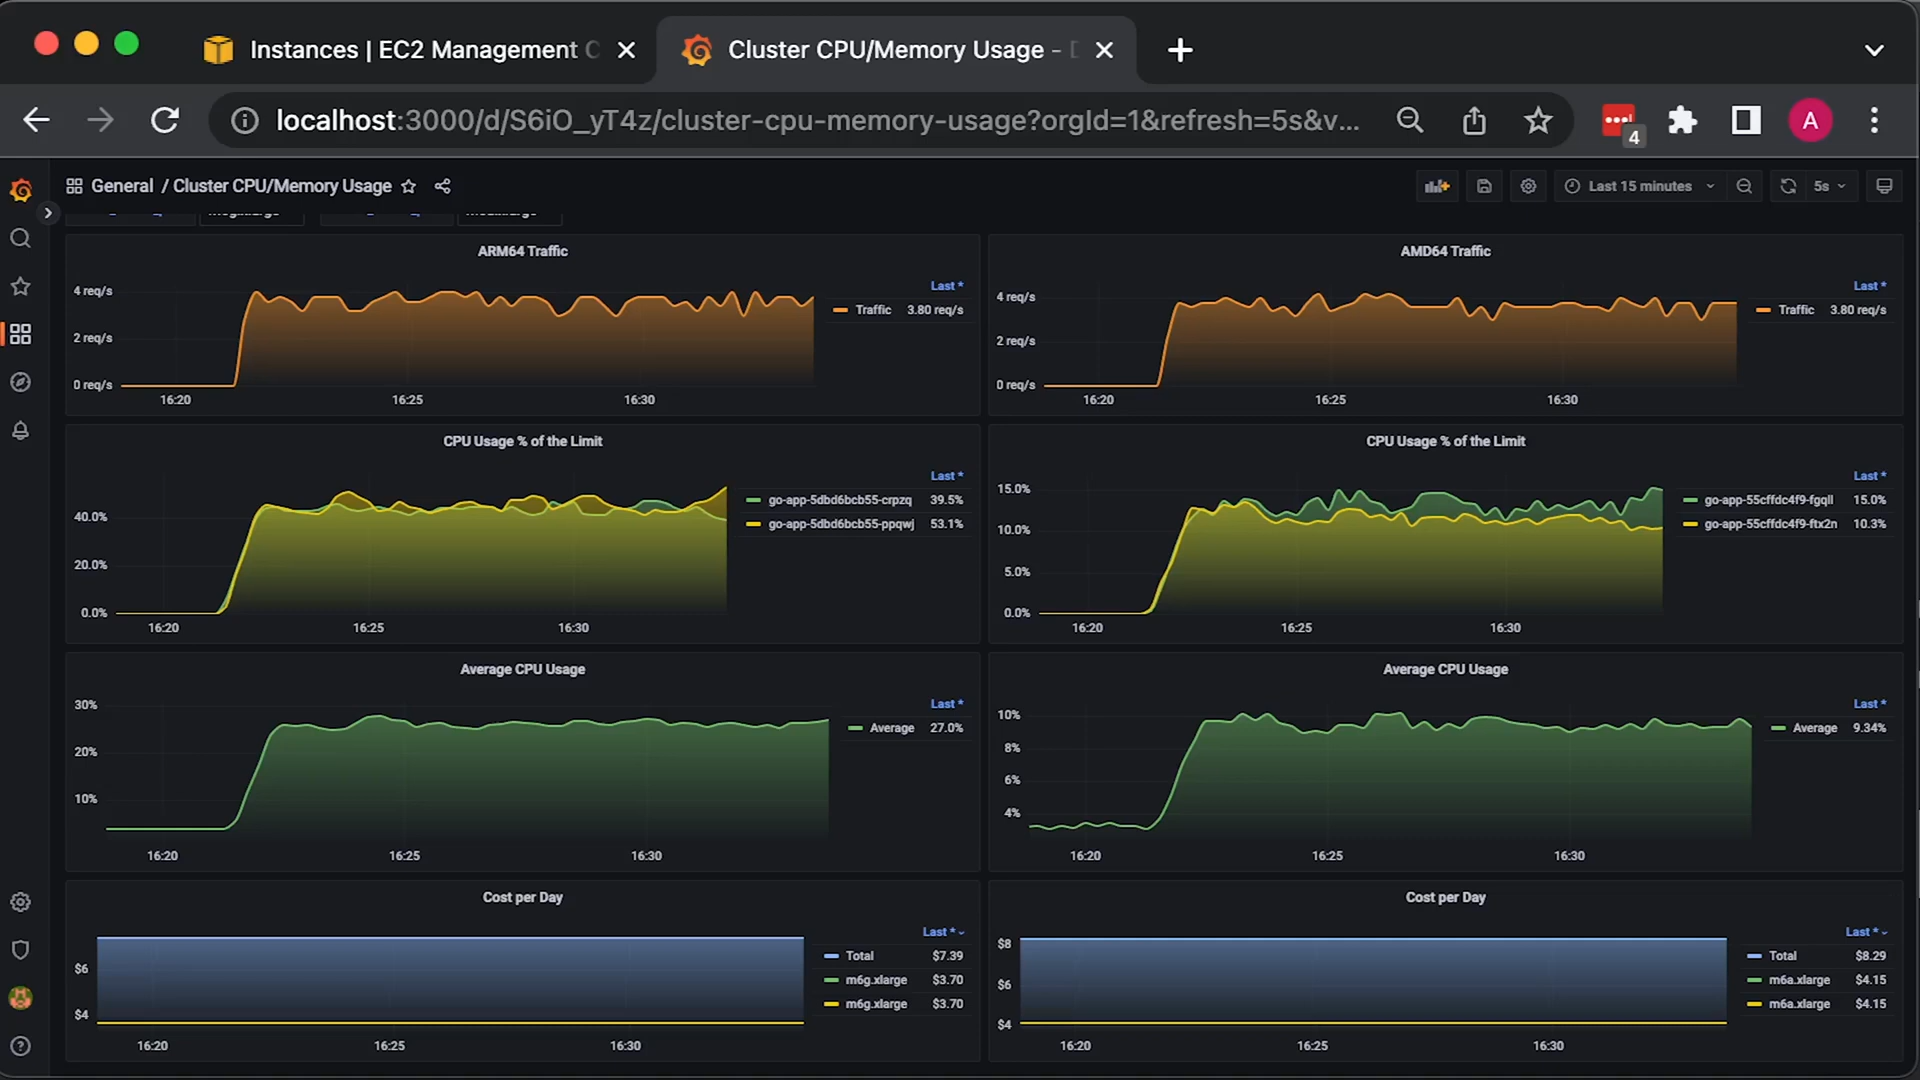 Instances | EC2 Management C
Cluster CPU/Memory Usage - D
localhost:3000/d/S6iO_yT4z/cluster-cpu-memory-usage?orgId=1&refresh=5s&v...
4
A
General / Cluster CPU/Memory Usage
Last 15 minutes
5s
ARM64 Traffic
4 req/s
2 req/s
0 req/s
16:20
16:25
16:30
Last *
Traffic 3.80 req/s
AMD64 Traffic
4 req/s
2 req/s
0 req/s
16:20
16:25
16:30
Last *
Traffic 3.80 req/s
CPU Usage % of the Limit
40.0%
20.0%
0.0%
16:20
16:25
16:30
Last *
go-app-5dbd6bcb55-crpzq 39.5%
go-app-5dbd6bcb55-ppqwj 53.1%
CPU Usage % of the Limit
15.0%
10.0%
5.0%
0.0%
16:20
16:25
16:30
Last *
go-app-55cffdc4f9-fgqll 15.0%
go-app-55cffdc4f9-ftx2n 10.3%
Average CPU Usage
30%
20%
10%
16:20
16:25
16:30
Last *
Average 27.0%
Average CPU Usage
10%
8%
6%
4%
16:20
16:25
16:30
Last *
Average 9.34%
Cost per Day
$6
$4
16:20
16:25
16:30
Last *
Total $7.39
m6g.xlarge $3.70
m6g.xlarge $3.70
Cost per Day
$8
$6
$4
16:20
16:25
16:30
Last *
Total $8.29
m6a.xlarge $4.15
m6a.xlarge $4.15